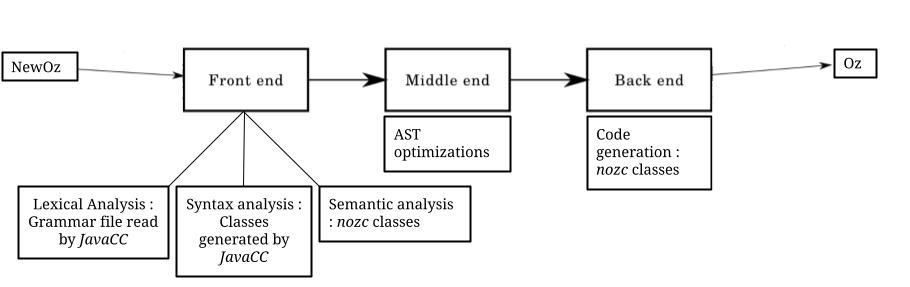 NewOz
Front end
Middle end
Back end
Oz
AST
optimizations
Code
generation :
nozc classes
Lexical Analysis :
Grammar file read
by JavaCC
Syntax analysis :
Classes
generated by
JavaCC
Semantic analysis
: nozc classes